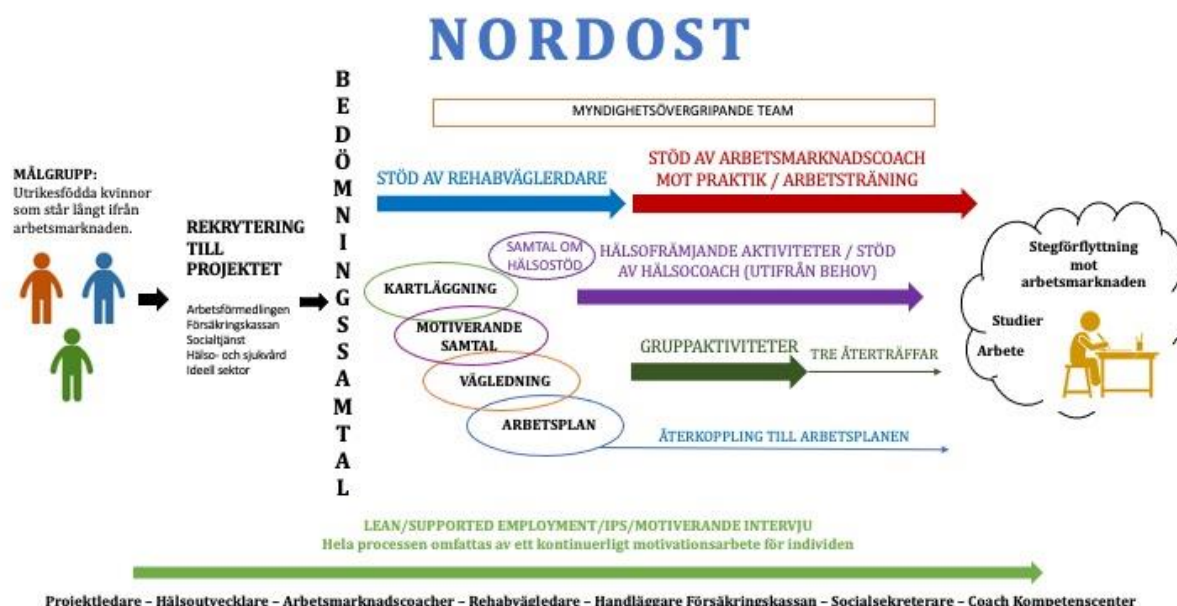 NORDOST
BEDÖMNINGSSAMTAL
MYNDIGHETSÖVERGRIPANDE TEAM
MÅLGRUPP:
Utrikesfödda kvinnor
som står långt ifrån
arbetsmarknaden.
REKRYTERING
TILL
PROJEKTET
Arbetsförmedlingen
Försäkringskassan
Socialtjänst
Hälso- och sjukvård
Ideell sektor
STÖD AV REHABVÄGLERDARE
STÖD AV ARBETSMARKNADSCOACH
MOT PRAKTIK / ARBETSTRÄNING
SAMTAL OM
HÄLSOSTÖD
HÄLSOFRÄMJANDE AKTIVITETER / STÖD
AV HÄLSOCOACH (UTIFRÅN BEHOV)
KARTLÄGGNING
MOTIVERANDE
SAMTAL
VÄGLEDNING
ARBETSPLAN
GRUPPAKTIVITETER
TRE ÅTERTRÄFFAR
ÅTERKOPPLING TILL ARBETSPLANEN
Stegförflyttning
mot
arbetsmarknaden
Studier
Arbete
LEAN/SUPPORTED EMPLOYMENT/IPS/MOTIVERANDE INTERVJU
Hela processen omfattas av ett kontinuerligt motivationsarbete för individen
Projektledare – Hälsoutvecklare – Arbetsmarknadscoacher – Rehabvägledare – Handläggare Försäkringskassan – Socialsekreterare – Coach Kompetenscenter